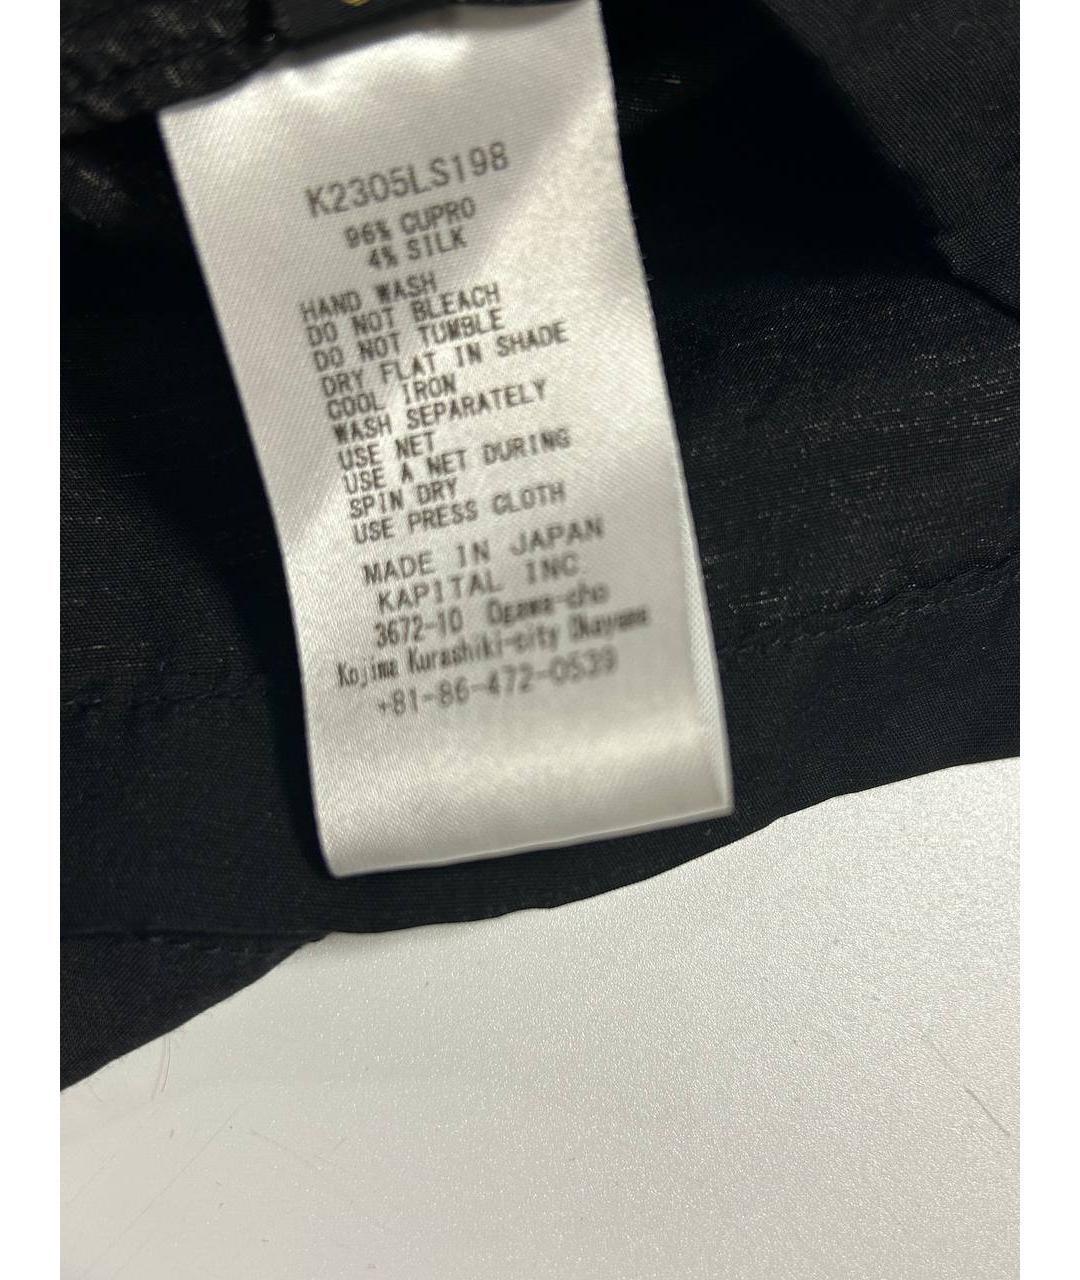 K2305LS198
96% CUPRO
4% SILK
HAND WASH
DO NOT BLEACH
DO NOT TUMBLE
DRY FLAT IN SHADE
COOL IRON
WASH SEPARATELY
USE NET
USE A NET DURING
SPIN DRY
USE PRESS CLOTH
MADE IN JAPAN
KAPITAL INC
3672-10 Ogawa-cho
Kojima Kurashiki-city Okayama
+81-86-472-0539